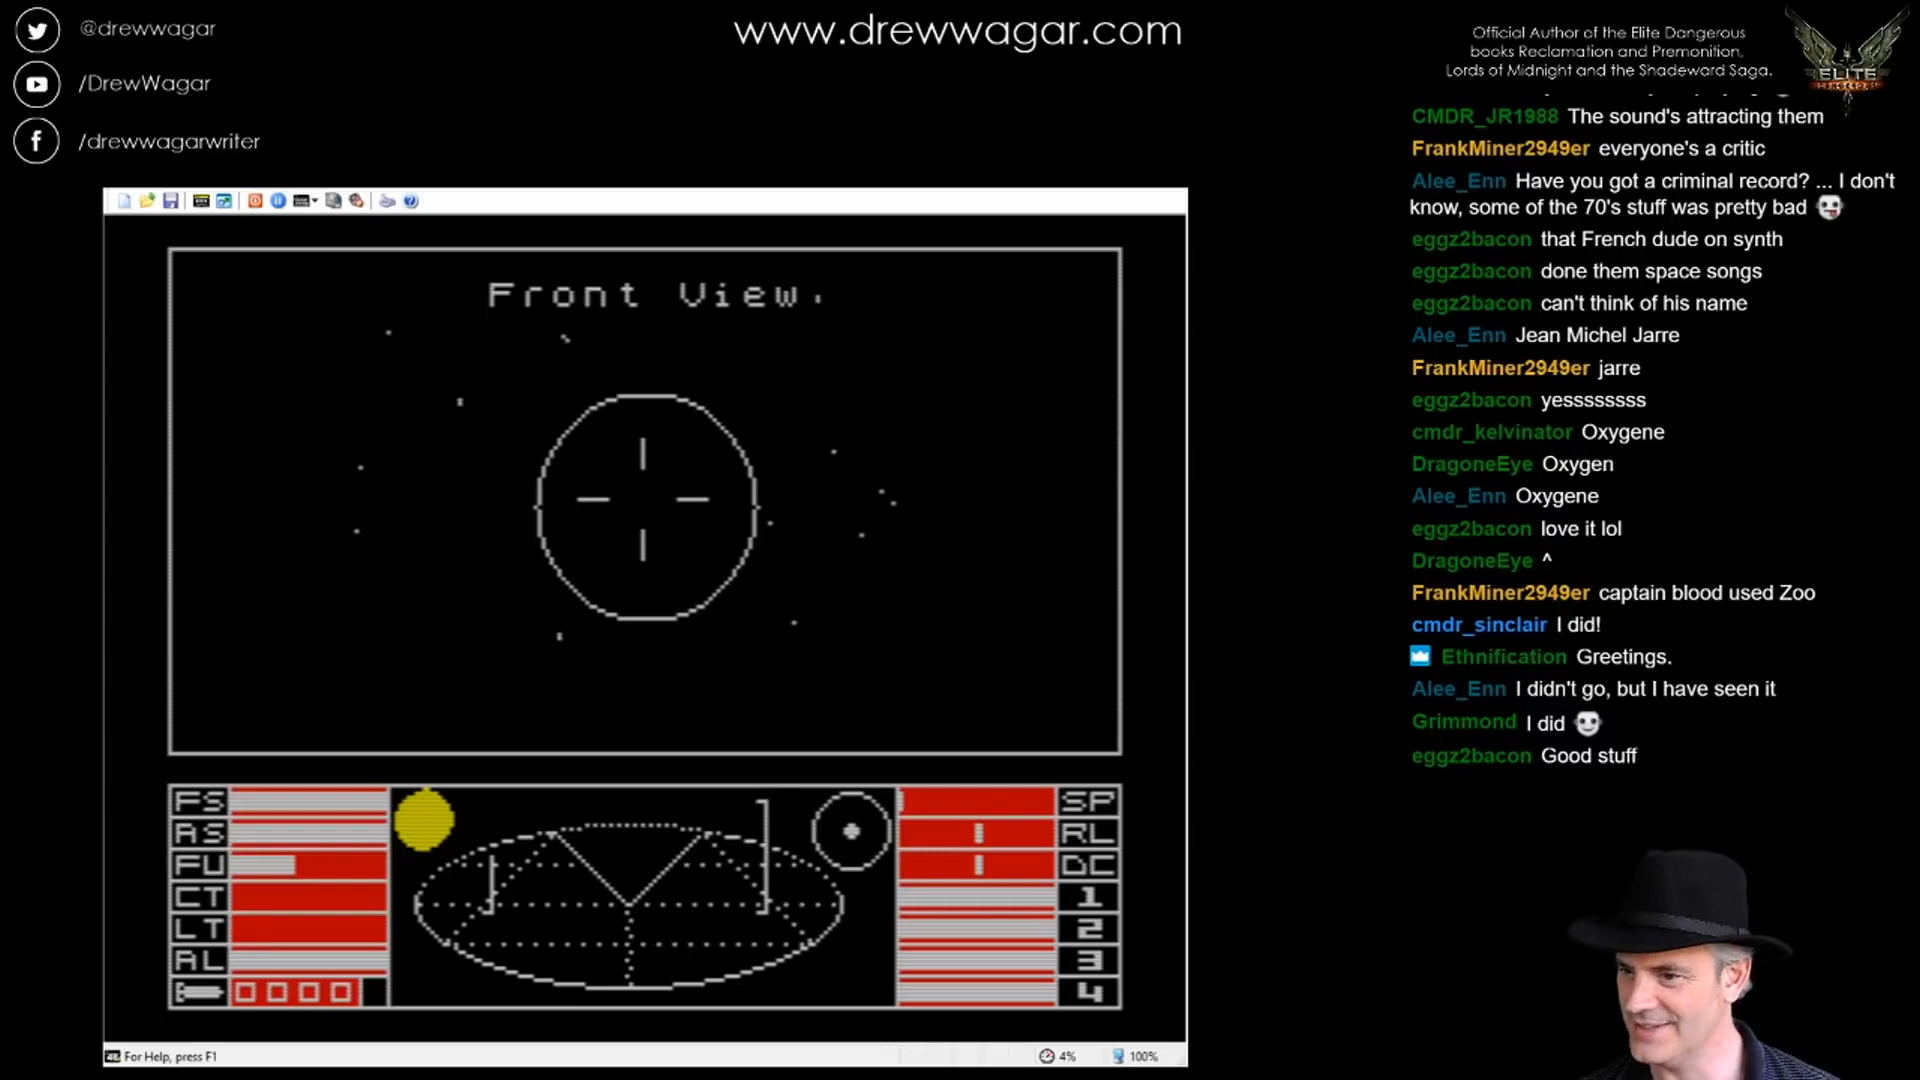 @drewwagar
/DrewWagar
/drewwagarwriter
www.drewwagar.com
Official Author of the Elite Dangerous
books Reclamation and Premonition,
Lords of Midnight and the Shadeward Saga.
ELITE
DANGEROUS
CMDR_JR1988 The sound's attracting them
FrankMiner2949er everyone's a critic
Alee_Enn Have you got a criminal record? ... I don't
know, some of the 70's stuff was pretty bad
eggz2bacon that French dude on synth
eggz2bacon done them space songs
eggz2bacon can't think of his name
Alee_Enn Jean Michel Jarre
FrankMiner2949er jarre
eggz2bacon yessssssss
cmdr_kelvinator Oxygene
DragoneEye Oxygen
Alee_Enn Oxygene
eggz2bacon love it lol
DragoneEye ^
FrankMiner2949er captain blood used Zoo
cmdr_sinclair I did!
Ethnification Greetings.
Alee_Enn I didn't go, but I have seen it
Grimmond I did
eggz2bacon Good stuff
Front View
FS
AS
FU
CT
LT
AL
SP
RL
DC
1
2
3
4
For Help, press F1
4%
100%